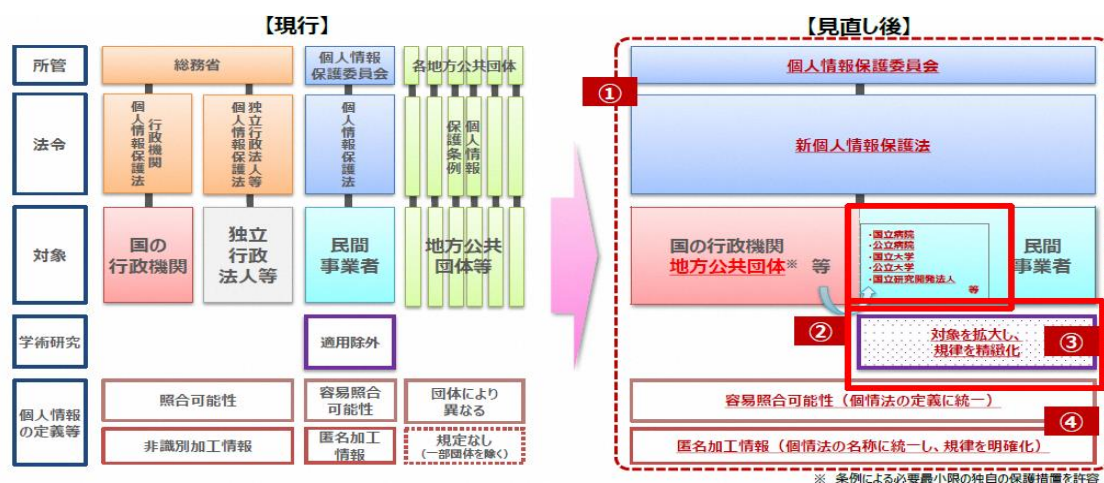 【現行】
【見直し後】
所管
総務省
個人情報
保護委員会
各地方公共団体
①
個人情報保護委員会
法令
行政機関
個人情報保護法
独立行政法人等
個人情報保護法
個人情報保護法
個人情報
保護条例
新個人情報保護法
対象
国の
行政機関
独立
行政
法人等
民間
事業者
地方公共
団体等
国の行政機関
地方公共団体※ 等
・国立病院
・公立病院
・国立大学
・公立大学
・国立研究開発法人
等
民間
事業者
②
学術研究
適用除外
対象を拡大し、
規律を精緻化
③
個人情報
の定義等
照合可能性
容易照合
可能性
団体により
異なる
容易照合可能性（個情法の定義に統一）
④
非識別加工情報
匿名加工
情報
規定なし
(一部団体を除く)
匿名加工情報（個情法の名称に統一し、規律を明確化）
※ 条例による必要最小限の独自の保護措置を許容